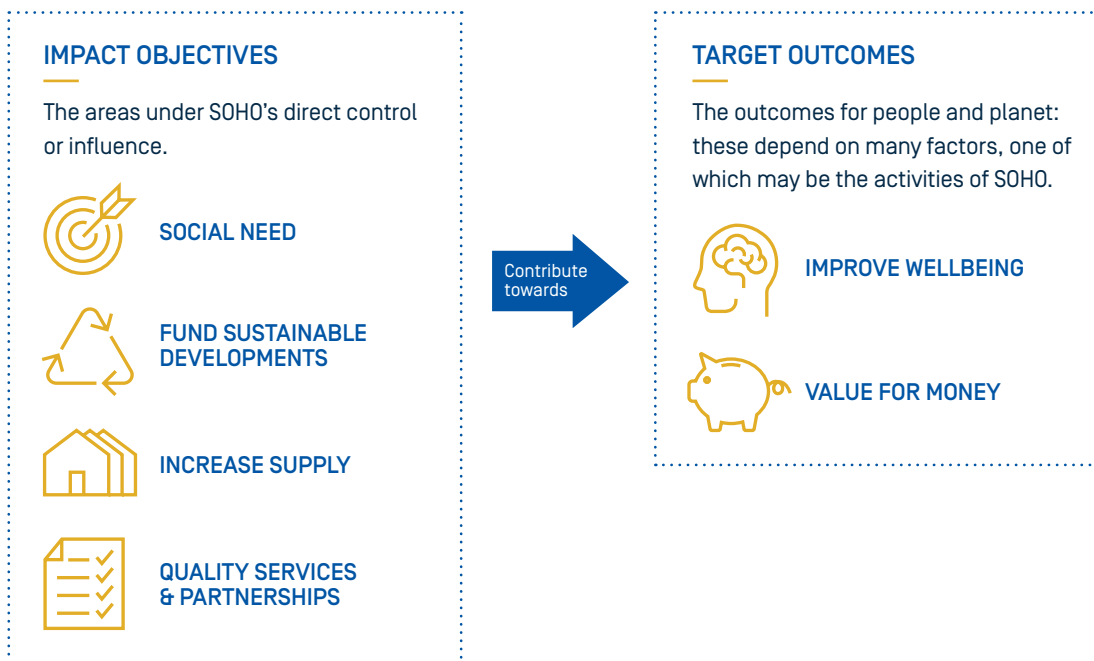 IMPACT OBJECTIVES
The areas under SOHO's direct control
or influence.
SOCIAL NEED
FUND SUSTAINABLE
DEVELOPMENTS
INCREASE SUPPLY
QUALITY SERVICES
& PARTNERSHIPS
Contribute
towards
TARGET OUTCOMES
The outcomes for people and planet:
these depend on many factors, one of
which may be the activities of SOHO.
IMPROVE WELLBEING
VALUE FOR MONEY